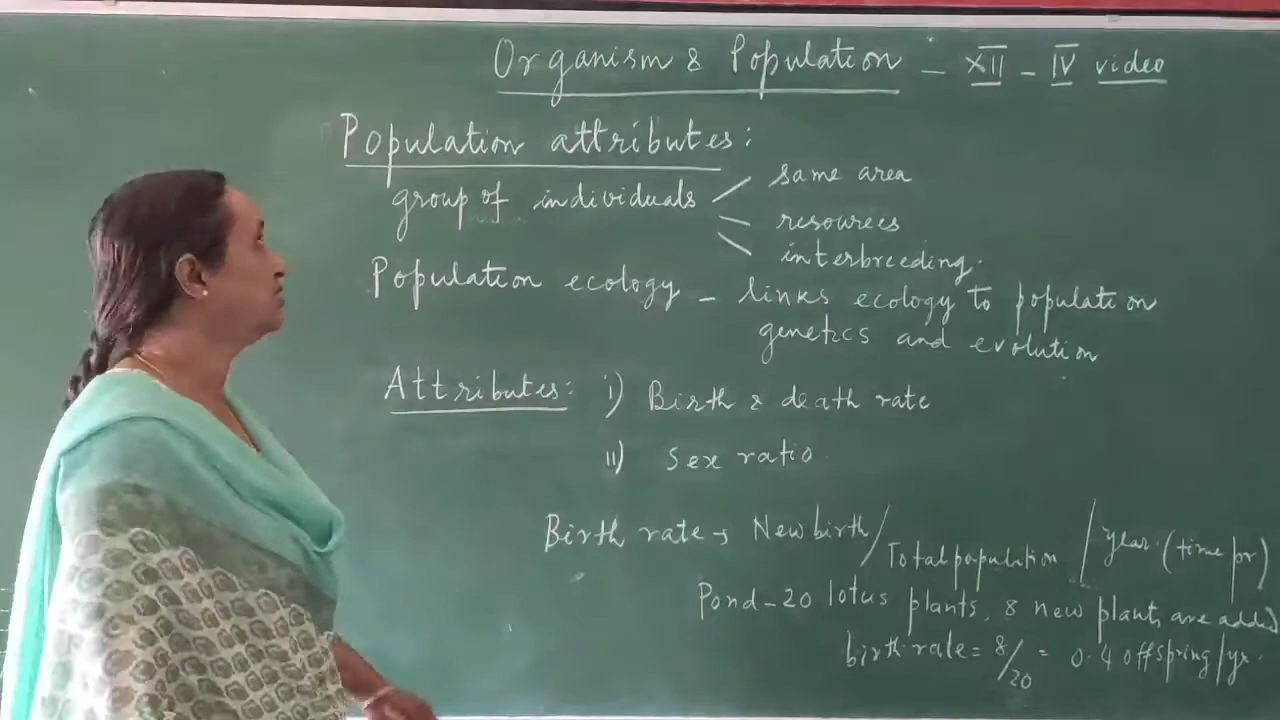 Organism & Population - XII - IV video
Population attributes:
group of individuals
same area
resources
interbreeding.
Population ecology - links ecology to population
genetics and evolution
Attributes: i) Birth & death rate
ii) Sex ratio
Birth rate → New birth / Total population / year (time pr)
Pond - 20 lotus plants, 8 new plants are added
birth rate = 8/20 = 0.4 offspring/yr.